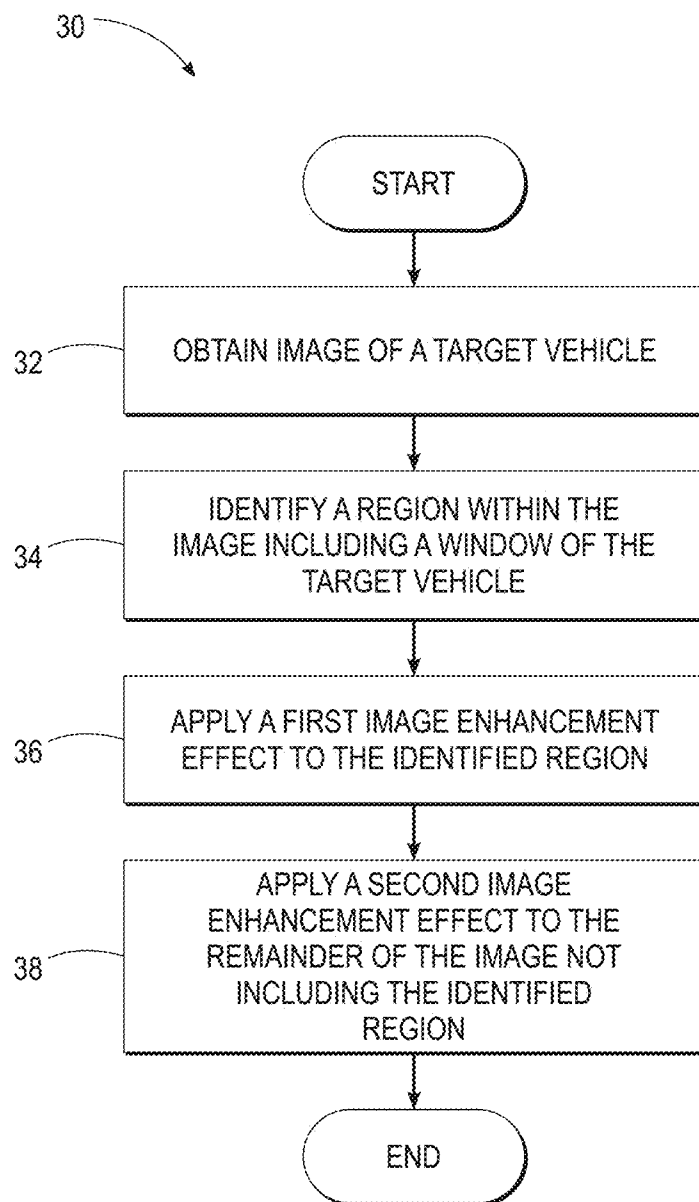 30
START
32
OBTAIN IMAGE OF A TARGET VEHICLE
34
IDENTIFY A REGION WITHIN THE
IMAGE INCLUDING A WINDOW OF THE
TARGET VEHICLE
36
APPLY A FIRST IMAGE ENHANCEMENT
EFFECT TO THE IDENTIFIED REGION
38
APPLY A SECOND IMAGE
ENHANCEMENT EFFECT TO THE
REMAINDER OF THE IMAGE NOT
INCLUDING THE IDENTIFIED
REGION
END